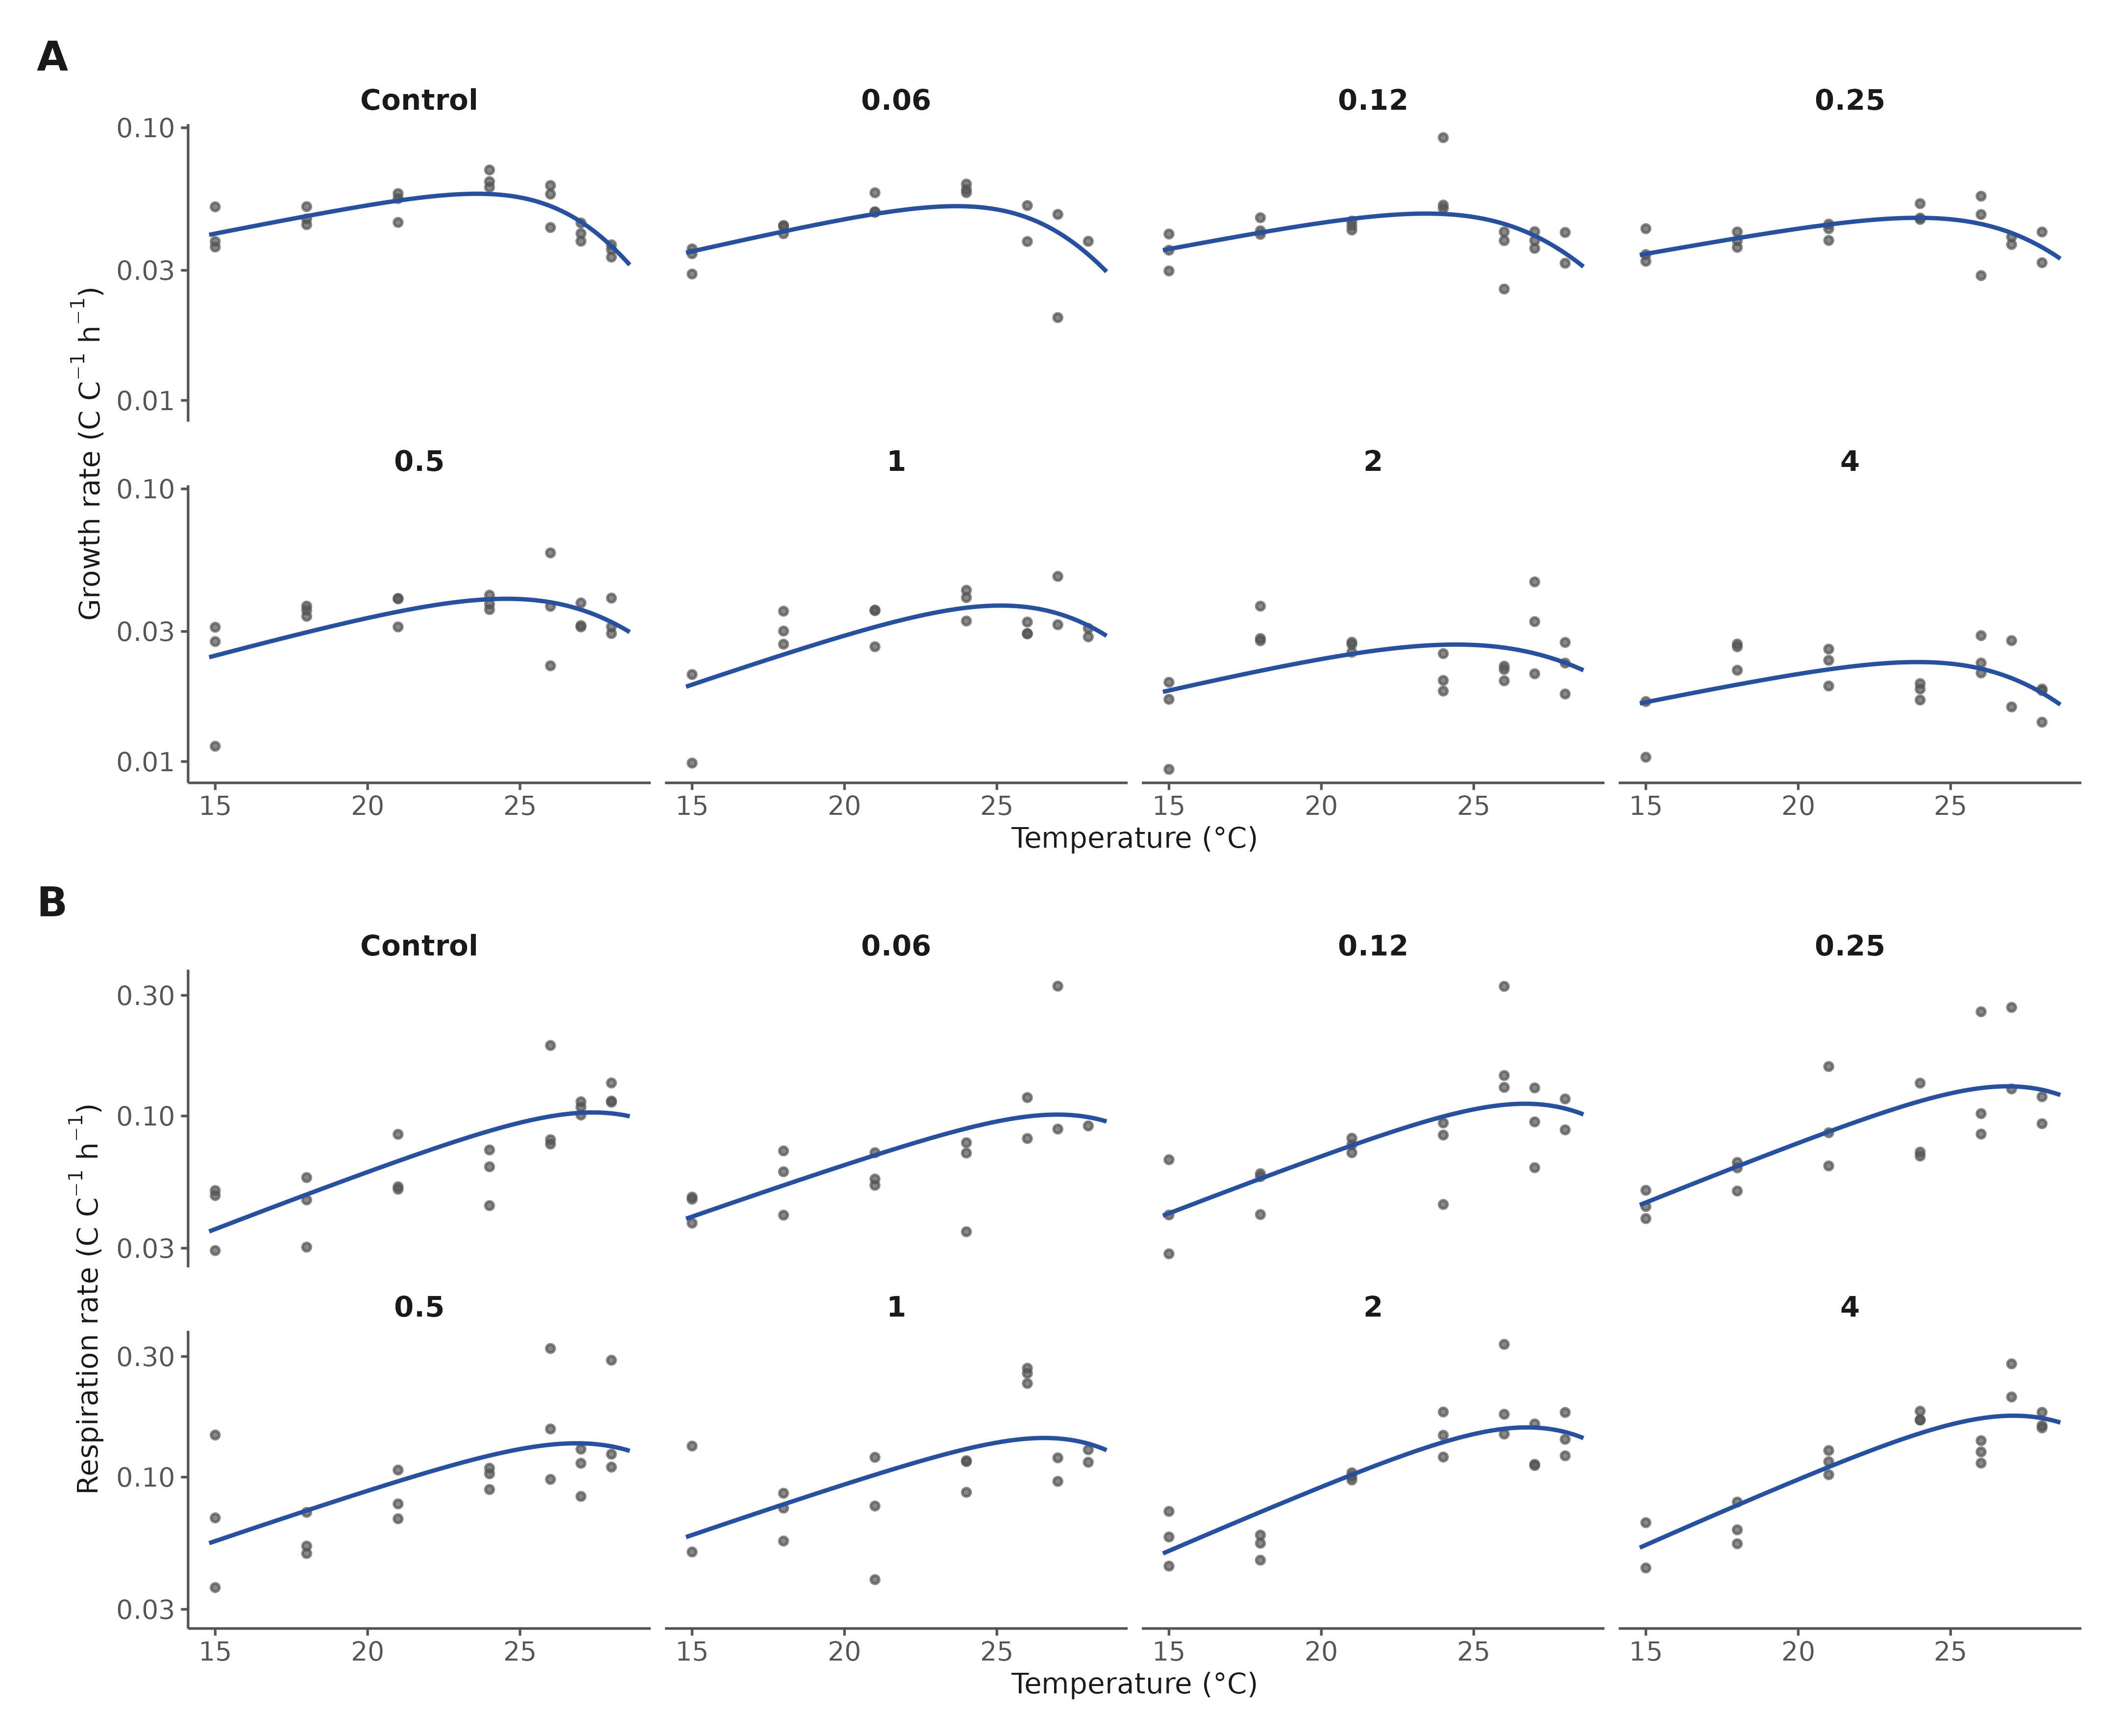 A
Control 0.06 0.12 0.25
0.10
0.03
0.01
Growth rate (C C⁻¹ h⁻¹)
0.5 1 2 4
0.10
0.03
0.01
15 20 25 15 20 25 15 20 25 15 20 25
Temperature (°C)
B
Control 0.06 0.12 0.25
0.30
0.10
0.03
Respiration rate (C C⁻¹ h⁻¹)
0.5 1 2 4
0.30
0.10
0.03
15 20 25 15 20 25 15 20 25 15 20 25
Temperature (°C)